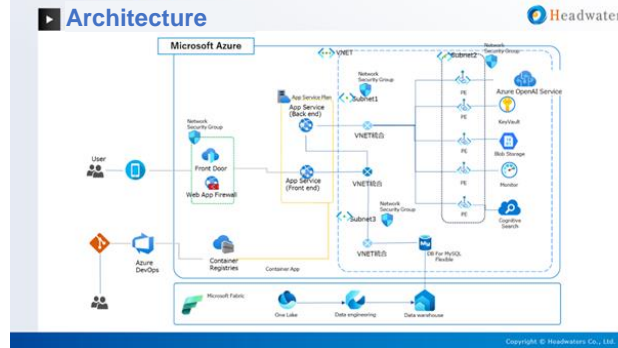 Architecture
Headwater
Microsoft Azure
VNET
Subnet2
Network
Security Group
Network
Security Group
Subnet1
App Service Plan
App Service
(Back end)
VNET統合
PE
Azure OpenAI Service
PE
KeyVault
PE
Blob Storage
PE
Monitor
PE
Cognitive
Search
Network
Security Group
User
Front Door
Web App Firewall
App Service
(Front end)
VNET統合
Network
Security Group
Subnet3
VNET統合
DB For MySQL
Flexible
Azure
DevOps
Container
Registries
Container App
Microsoft Fabric
One Lake
Data engineering
Data warehouse
Copyright © Headwaters Co., Ltd.